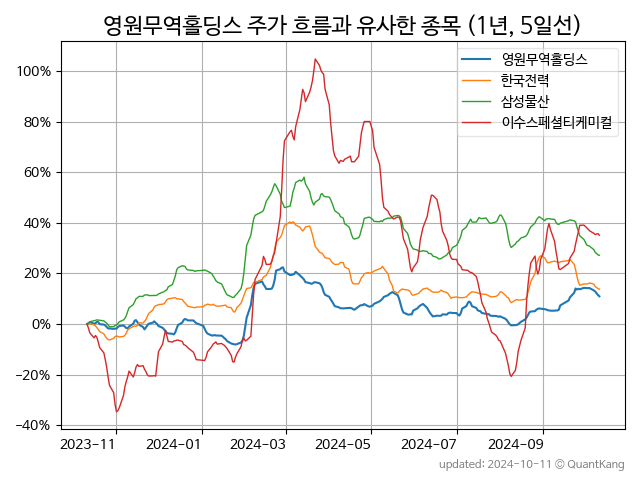 영원무역홀딩스 주가 흐름과 유사한 종목 (1년, 5일선)
영원무역홀딩스
한국전력
삼성물산
이수스페셜티케미컬
100%
80%
60%
40%
20%
0%
−20%
−40%
2023-11 2024-01 2024-03 2024-05 2024-07 2024-09
updated: 2024-10-11 © QuantKang